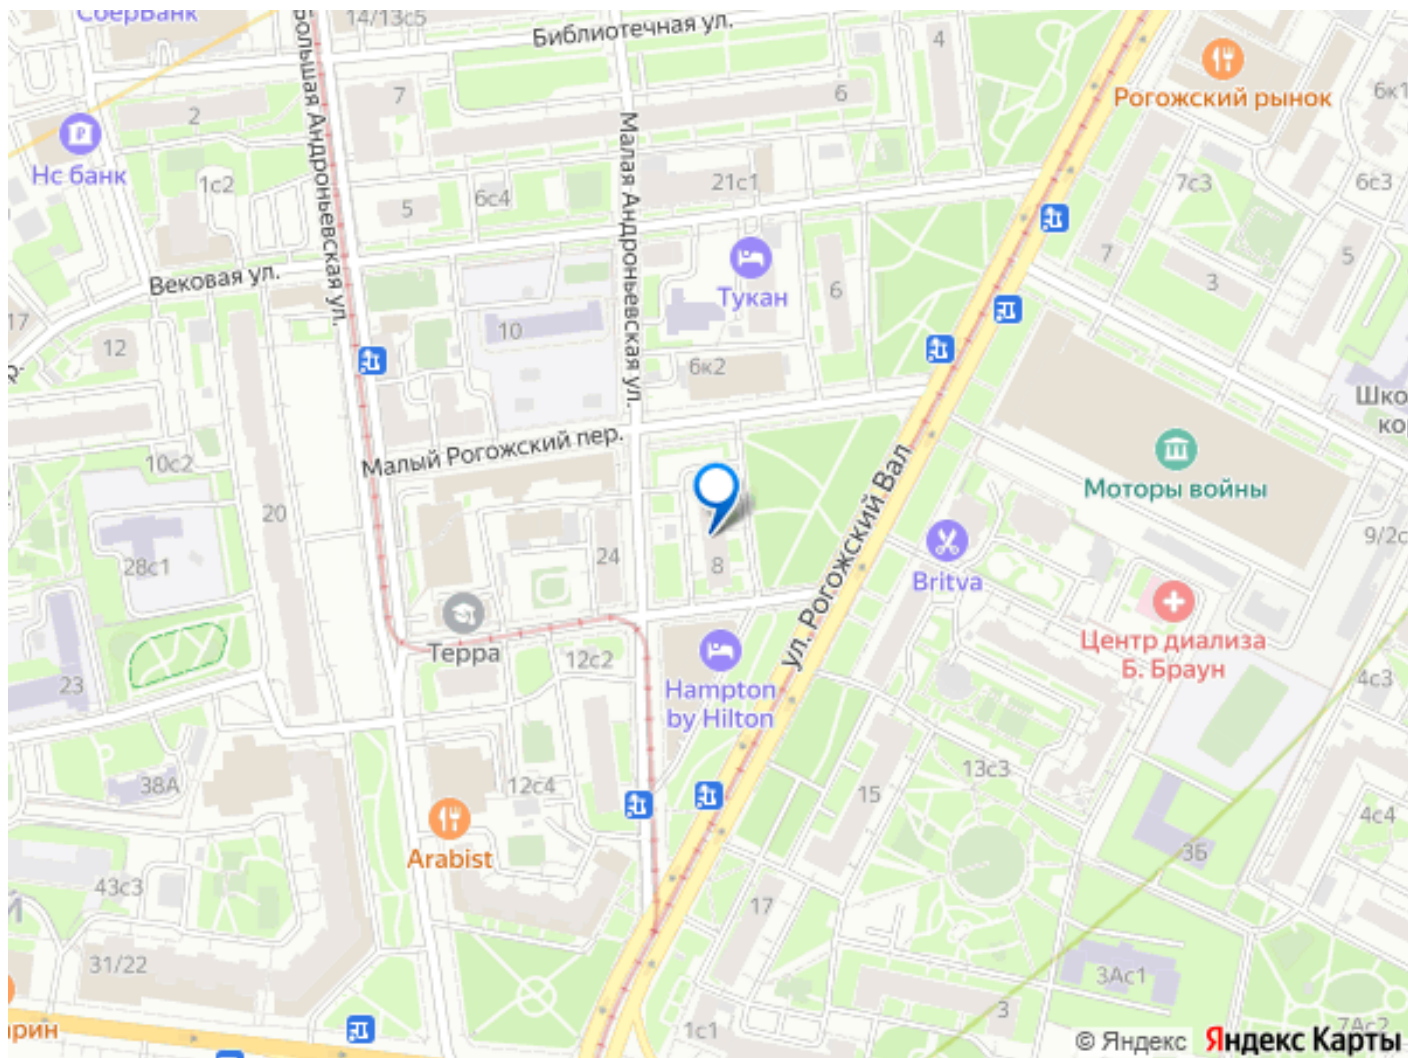 СберБанк
14/13с5
Библиотечная ул.
4
Рогожский рынок
6к1
2
7
6
Большая Андроньевская ул.
Малая Андроньевская ул.
Нс банк
1с2
5
6с4
21с1
7с3
6с3
7
5
3
Вековая ул.
Тукан
6
17
12
10
6к2
Шко
ко
Малый Рогожский пер.
10с2
Моторы войны
20
ул. Рогожский Вал
24
8
28с1
9/2с
Britva
Терра
12с2
Центр диализа
Б. Браун
Hampton
by Hilton
23
4с3
38А
12с4
15
13с3
4с4
36
Arabist
43с3
Й
17
31/22
3Ас1
3
арин
1с1
7Ас2
© Яндекс Яндекс Карты